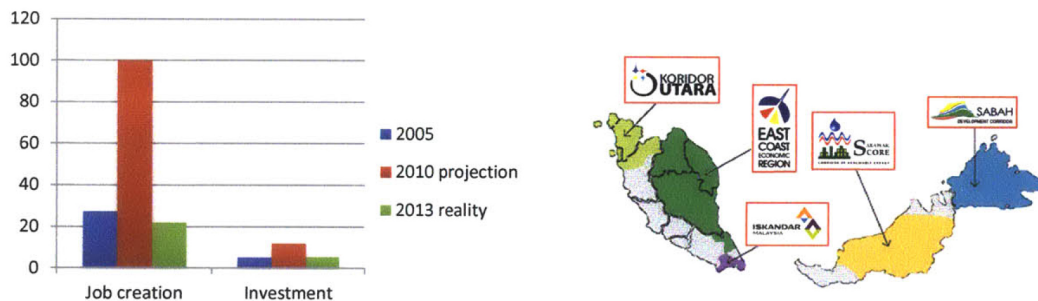 120
100
80
60
40
20
0
Job creation
Investment
2005
2010 projection
2013 reality
KORIDOR
UTARA
EAST
COAST
ECONOMIC
REGION
SARAWAK
SCORE
SABAH
DEVELOPMENT CORRIDOR
ISKANDAR
MALAYSIA